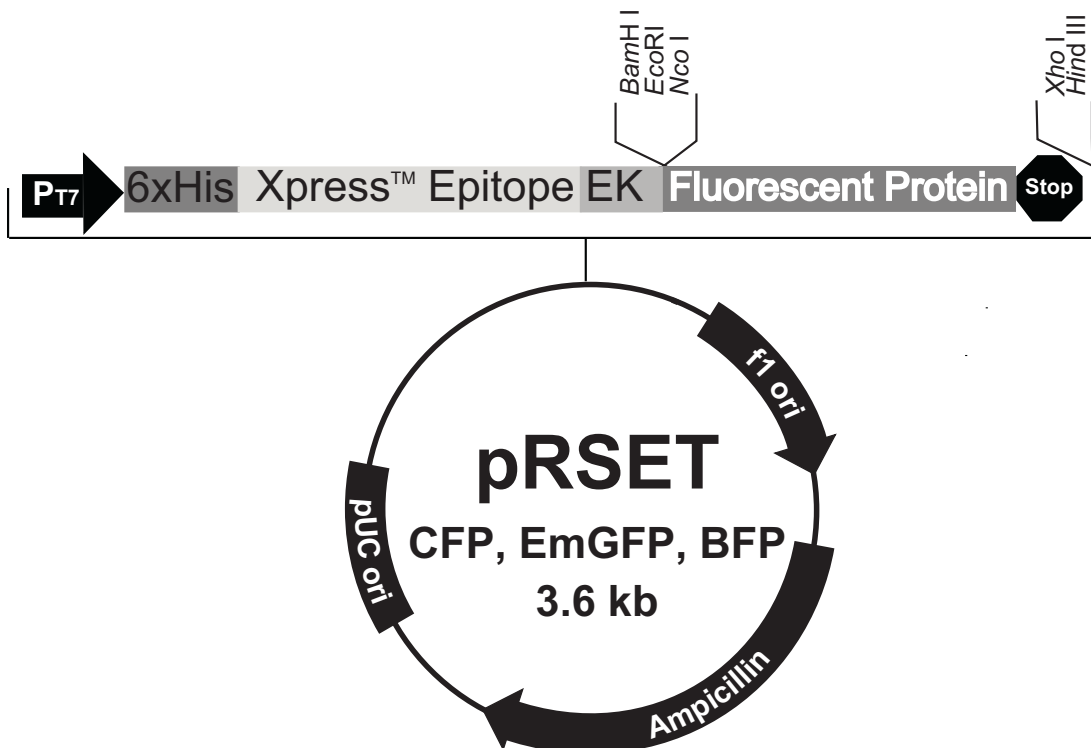 BamH I
EcoRI
Nco I
Xho I
Hind III
PT7
6xHis
Xpress™ Epitope
EK
Fluorescent Protein
Stop
f1 ori
pRSET
CFP, EmGFP, BFP
3.6 kb
pUC ori
Ampicillin